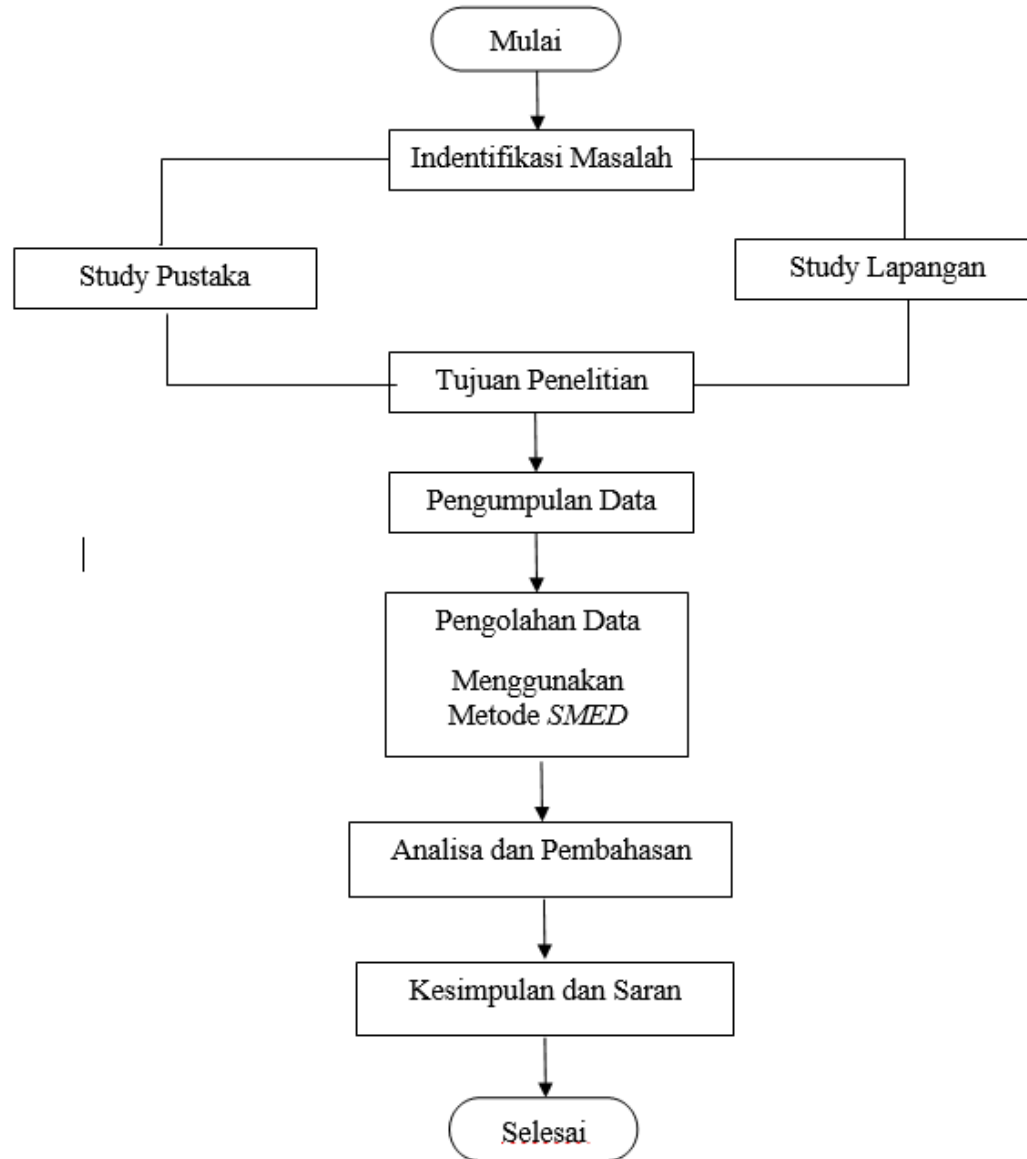 Mulai
Indentifikasi Masalah
Study Pustaka
Study Lapangan
Tujuan Penelitian
Pengumpulan Data
Pengolahan Data
Menggunakan
Metode SMED
Analisa dan Pembahasan
Kesimpulan dan Saran
Selesai